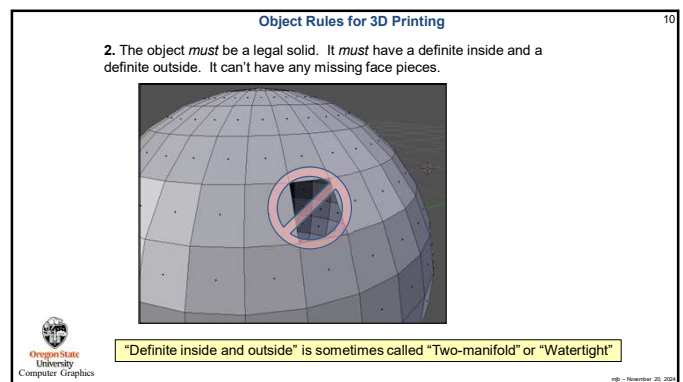 Object Rules for 3D Printing
10
2. The object must be a legal solid.  It must have a definite inside and a
definite outside.  It can’t have any missing face pieces.
“Definite inside and outside” is sometimes called “Two-manifold” or “Watertight”
Oregon State
University
Computer Graphics
mjb – November 20, 2024